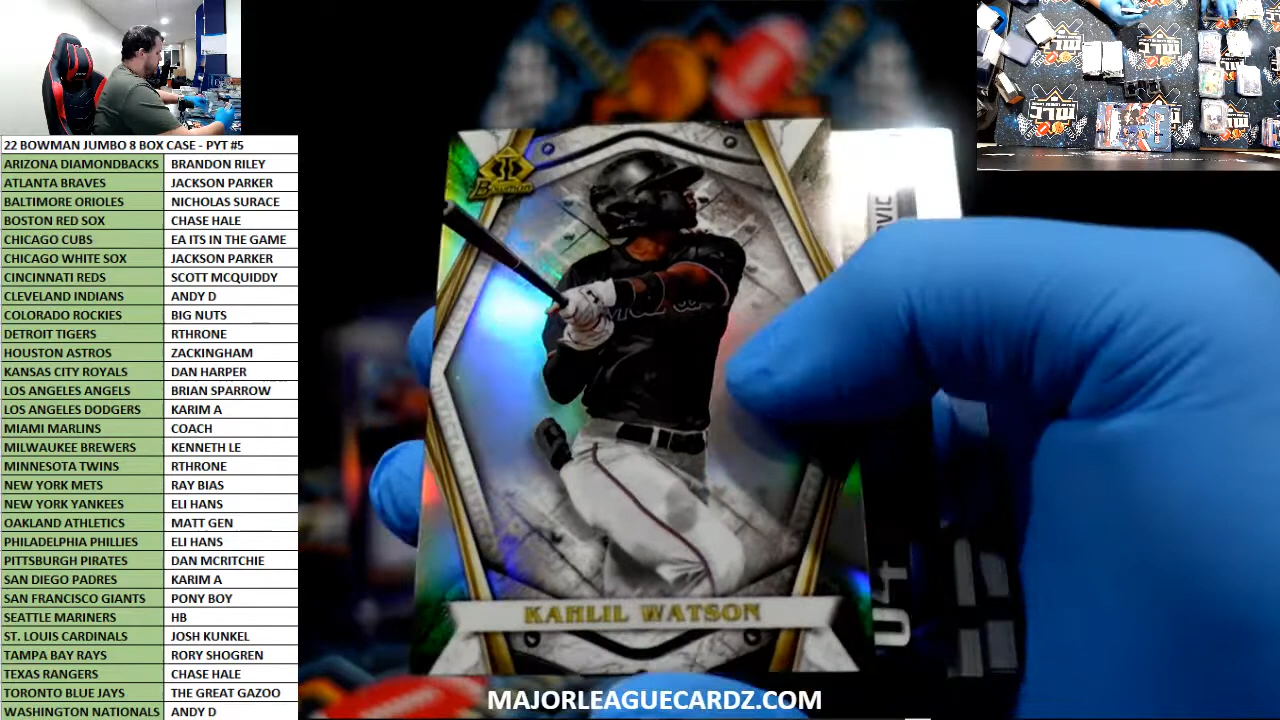 22 BOWMAN JUMBO 8 BOX CASE - PYT #5
ARIZONA DIAMONDBACKS BRANDON RILEY
ATLANTA BRAVES JACKSON PARKER
BALTIMORE ORIOLES NICHOLAS SURACE
BOSTON RED SOX CHASE HALE
CHICAGO CUBS EA ITS IN THE GAME
CHICAGO WHITE SOX JACKSON PARKER
CINCINNATI REDS SCOTT MCQUIDDY
CLEVELAND INDIANS ANDY D
COLORADO ROCKIES BIG NUTS
DETROIT TIGERS RTHRONE
HOUSTON ASTROS ZACKINGHAM
KANSAS CITY ROYALS DAN HARPER
LOS ANGELES ANGELS BRIAN SPARROW
LOS ANGELES DODGERS KARIM A
MIAMI MARLINS COACH
MILWAUKEE BREWERS KENNETH LE
MINNESOTA TWINS RTHRONE
NEW YORK METS RAY BIAS
NEW YORK YANKEES ELI HANS
OAKLAND ATHLETICS MATT GEN
PHILADELPHIA PHILLIES ELI HANS
PITTSBURGH PIRATES DAN MCRITCHIE
SAN DIEGO PADRES KARIM A
SAN FRANCISCO GIANTS PONY BOY
SEATTLE MARINERS HB
ST. LOUIS CARDINALS JOSH KUNKEL
TAMPA BAY RAYS RORY SHOGREN
TEXAS RANGERS CHASE HALE
TORONTO BLUE JAYS THE GREAT GAZOO
WASHINGTON NATIONALS ANDY D
Bowman
KAHLIL WATSON
MAJORLEAGUECARDZ.COM